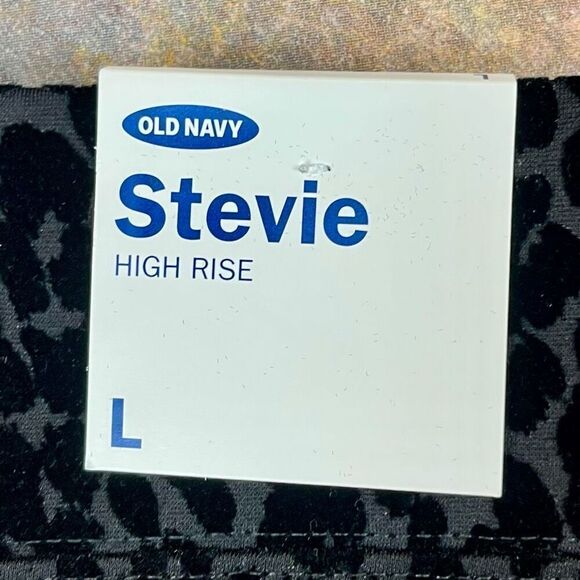 OLD NAVY
Stevie
HIGH RISE
L